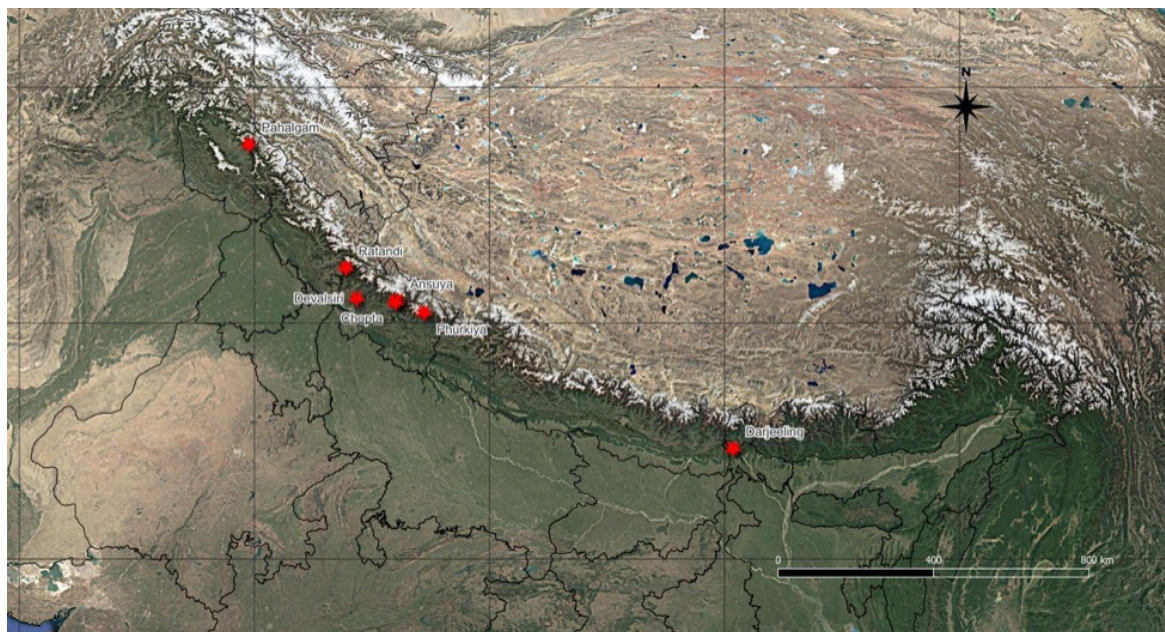 N
Pahalgam
Ratandi
Ansuya
Devalsiri
Chopta
Phurkiya
Darjeeling
0 400 800 km